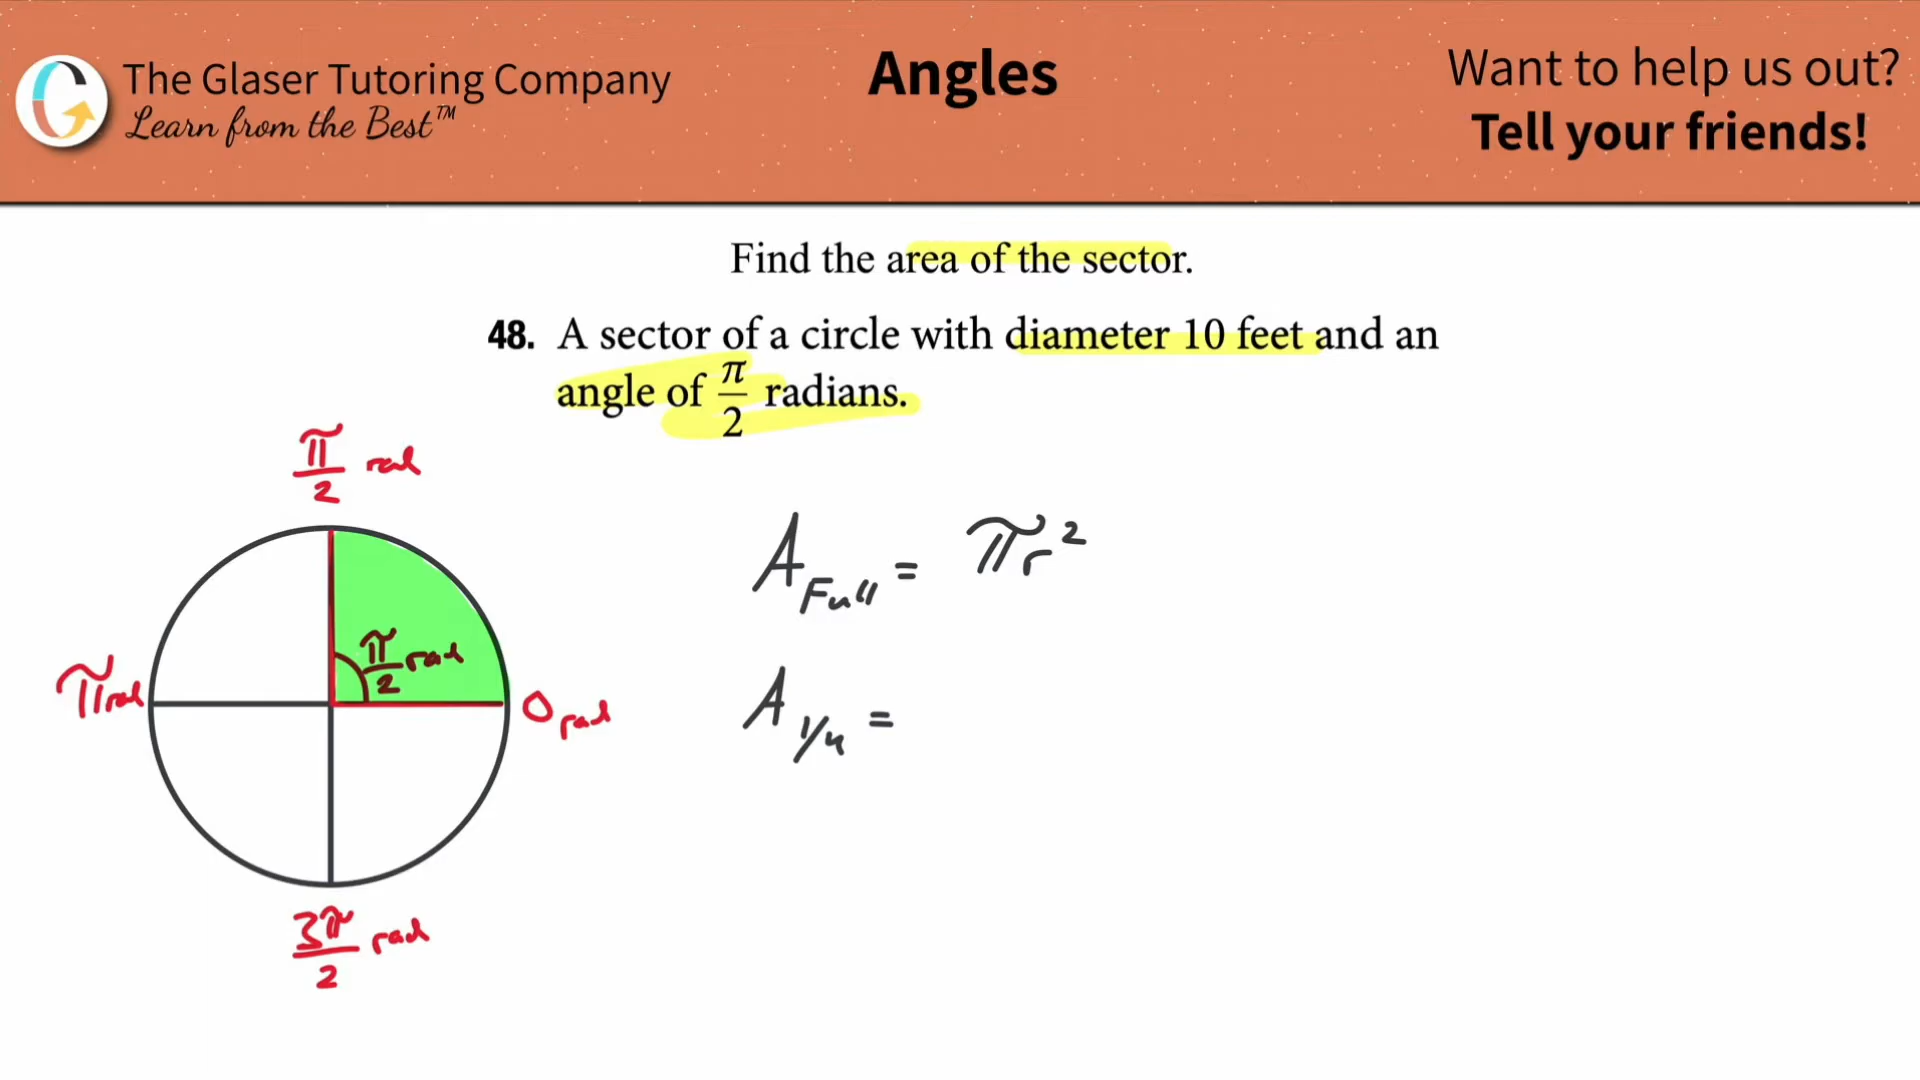 The Glaser Tutoring Company
Learn from the Best™
Angles
Want to help us out?
Tell your friends!
Find the area of the sector.
48. A sector of a circle with diameter 10 feet and an
angle of π/2 radians.
π/2 rad
A Full = πr²
π/2 rad
π rad
0 rad
A 1/4 =
3π/2 rad